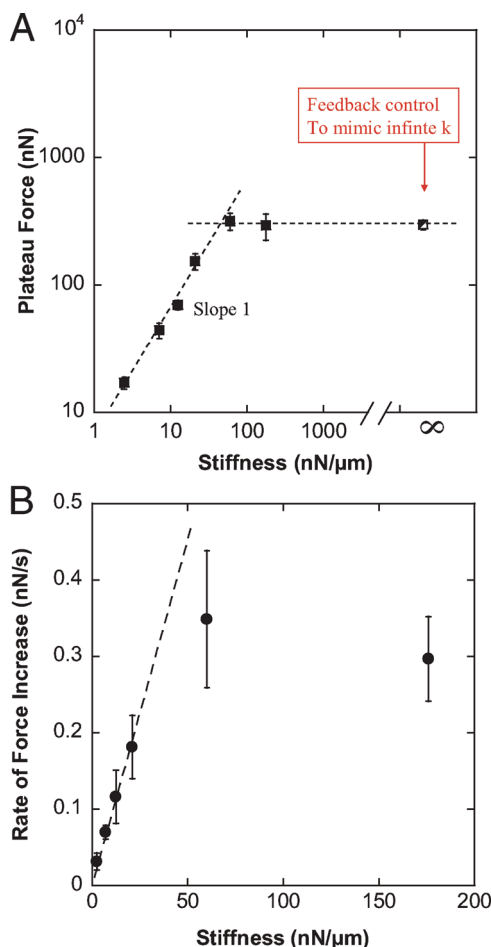 A
10⁴
Feedback control
To mimic infinte k
1000
Plateau Force (nN)
100
Slope 1
10
1 10 100 1000 ∞
Stiffness (nN/μm)
B
0.5
0.4
0.3
Rate of Force Increase (nN/s)
0.2
0.1
0
0 50 100 150 200
Stiffness (nN/μm)